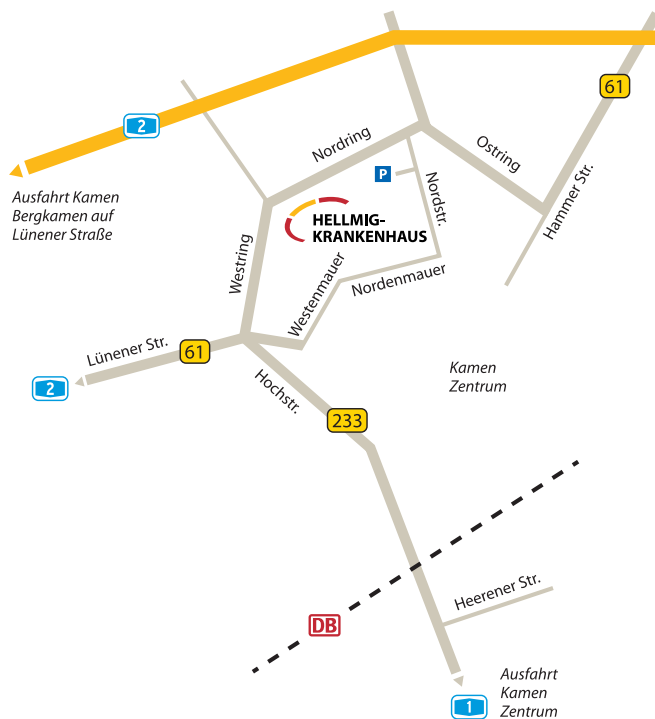 61
2
Nordring
Ostring
P
Nordstr.
Hammer Str.
Ausfahrt Kamen
Bergkamen auf
Lünener Straße
HELLMIG-
KRANKENHAUS
Westring
Westenmauer
Nordenmauer
Lünener Str.
61
2
Hochstr.
Kamen
Zentrum
233
Heerener Str.
DB
Ausfahrt
Kamen
Zentrum
1